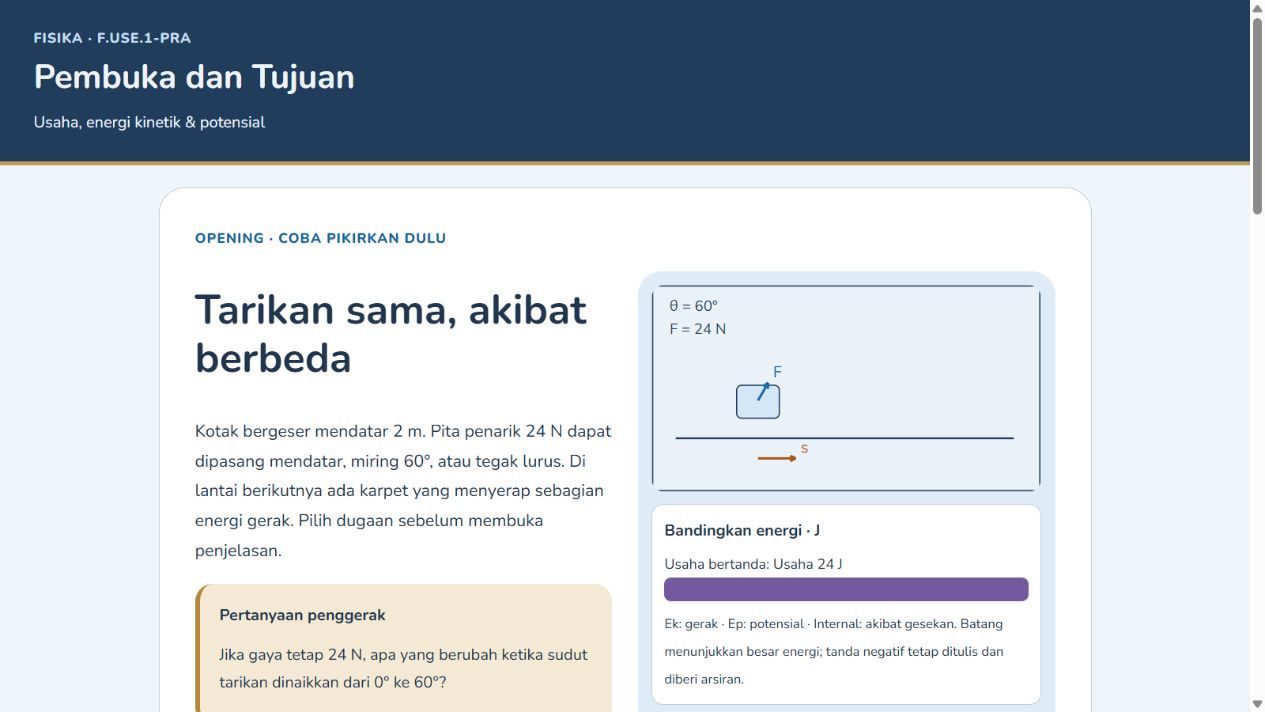 FISIKA · F.USE.1-PRA
Pembuka dan Tujuan
Usaha, energi kinetik & potensial
OPENING · COBA PIKIRKAN DULU
Tarikan sama, akibat
berbeda
Kotak bergeser mendatar 2 m. Pita penarik 24 N dapat
dipasang mendatar, miring 60°, atau tegak lurus. Di
lantai berikutnya ada karpet yang menyerap sebagian
energi gerak. Pilih dugaan sebelum membuka
penjelasan.
Pertanyaan penggerak
Jika gaya tetap 24 N, apa yang berubah ketika sudut
tarikan dinaikkan dari 0° ke 60°?
θ = 60°
F = 24 N
F
s
Bandingkan energi · J
Usaha bertanda: Usaha 24 J
Ek: gerak · Ep: potensial · Internal: akibat gesekan. Batang
menunjukkan besar energi; tanda negatif tetap ditulis dan
diberi arsiran.